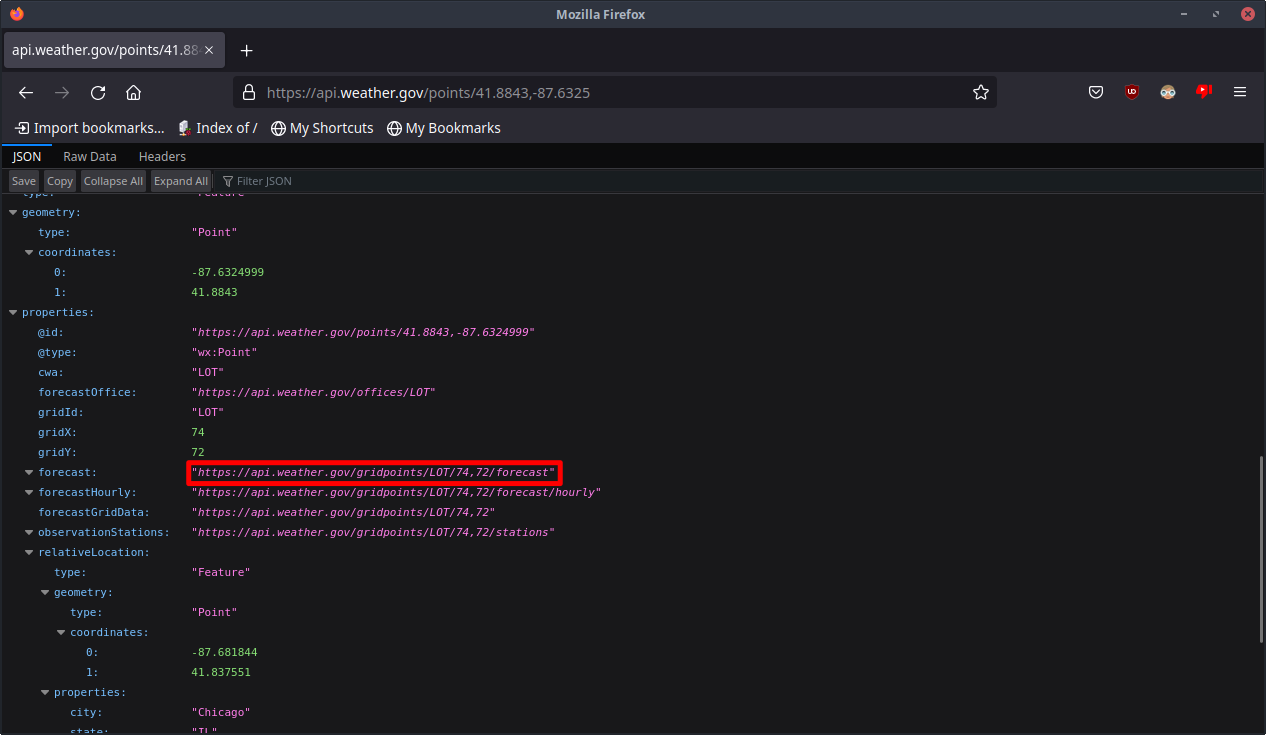 Mozilla Firefox
api.weather.gov/points/41.88
https://api.weather.gov/points/41.8843,-87.6325
Import bookmarks... Index of / My Shortcuts My Bookmarks
JSON Raw Data Headers
Save Copy Collapse All Expand All Filter JSON
type: "Feature"
geometry:
type: "Point"
coordinates:
0: -87.6324999
1: 41.8843
properties:
@id: "https://api.weather.gov/points/41.8843,-87.6324999"
@type: "wx:Point"
cwa: "LOT"
forecastOffice: "https://api.weather.gov/offices/LOT"
gridId: "LOT"
gridX: 74
gridY: 72
forecast: "https://api.weather.gov/gridpoints/LOT/74,72/forecast"
forecastHourly: "https://api.weather.gov/gridpoints/LOT/74,72/forecast/hourly"
forecastGridData: "https://api.weather.gov/gridpoints/LOT/74,72"
observationStations: "https://api.weather.gov/gridpoints/LOT/74,72/stations"
relativeLocation:
type: "Feature"
geometry:
type: "Point"
coordinates:
0: -87.681844
1: 41.837551
properties:
city: "Chicago"
state: "IL"